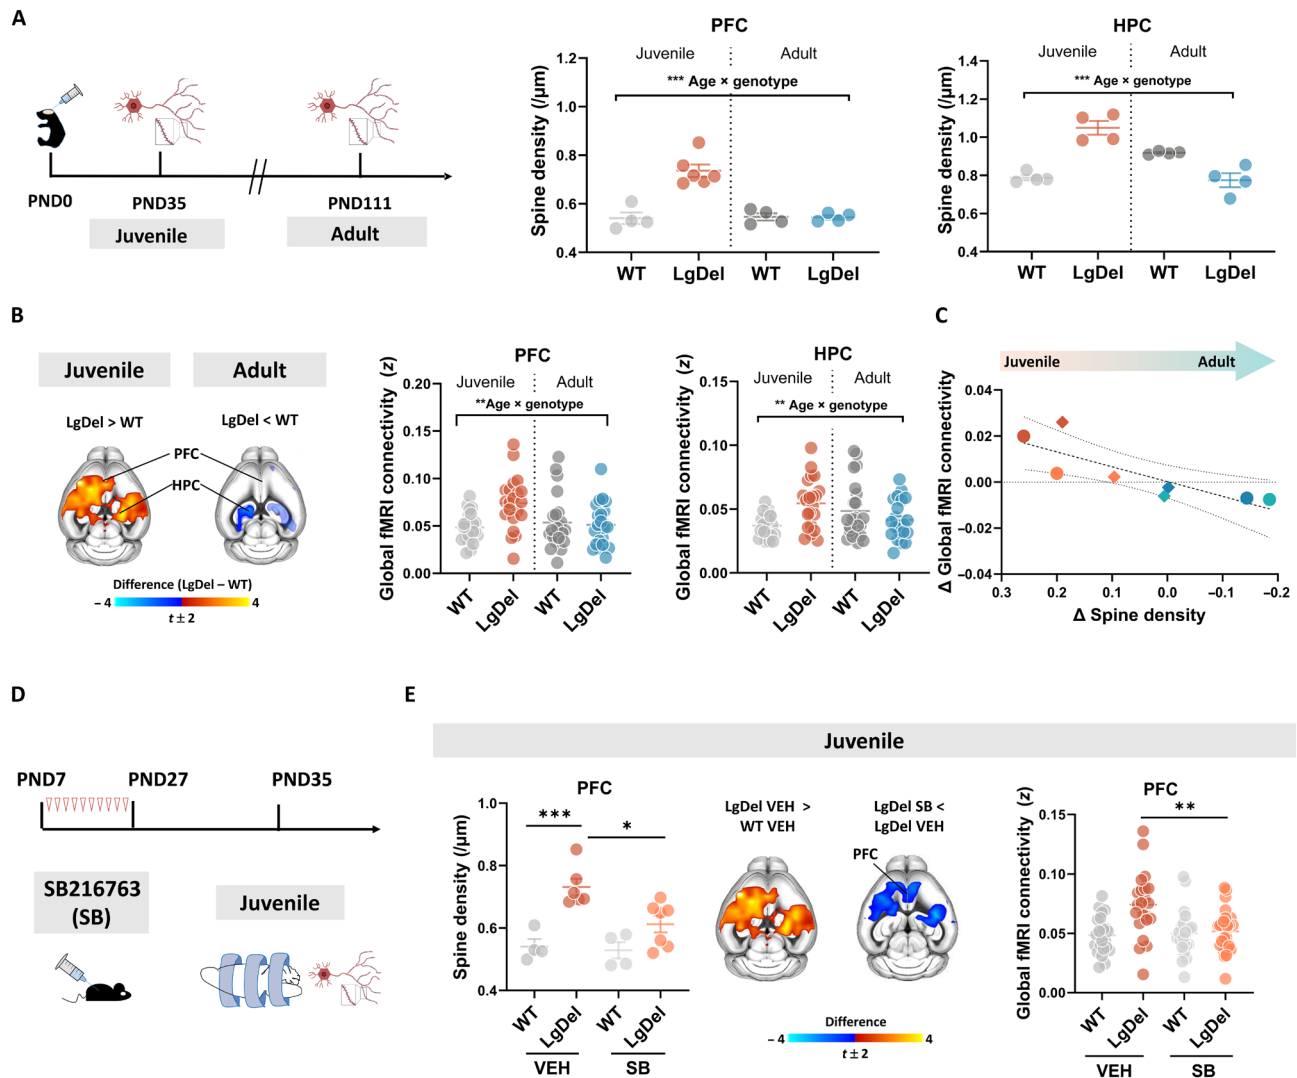 A
PND0
PND35
PND111
Juvenile
Adult
PFC
Juvenile
Adult
*** Age × genotype
Spine density (/μm)
1.2
1.0
0.8
0.6
0.4
WT
LgDel
WT
LgDel
HPC
Juvenile
Adult
*** Age × genotype
Spine density (/μm)
1.4
1.2
1.0
0.8
0.6
0.4
WT
LgDel
WT
LgDel
B
Juvenile
Adult
LgDel > WT
LgDel < WT
PFC
HPC
Difference (LgDel – WT)
– 4
4
t ± 2
PFC
Juvenile
Adult
**Age × genotype
Global fMRI connectivity (z)
0.20
0.15
0.10
0.05
0.00
WT
LgDel
WT
LgDel
HPC
Juvenile
Adult
** Age × genotype
Global fMRI connectivity (z)
0.15
0.10
0.05
0.00
WT
LgDel
WT
LgDel
C
Juvenile
Adult
Δ Global fMRI connectivity
0.04
0.02
0.00
–0.02
–0.04
0.3
0.2
0.1
0.0
–0.1
–0.2
Δ Spine density
D
PND7
PND27
PND35
SB216763
(SB)
Juvenile
E
Juvenile
PFC
Spine density (/μm)
1.0
0.8
0.6
0.4
***
*
WT
LgDel
WT
LgDel
VEH
SB
LgDel VEH >
WT VEH
LgDel SB <
LgDel VEH
PFC
Difference
– 4
4
t ± 2
PFC
Global fMRI connectivity (z)
0.15
0.10
0.05
0.00
**
WT
LgDel
WT
LgDel
VEH
SB